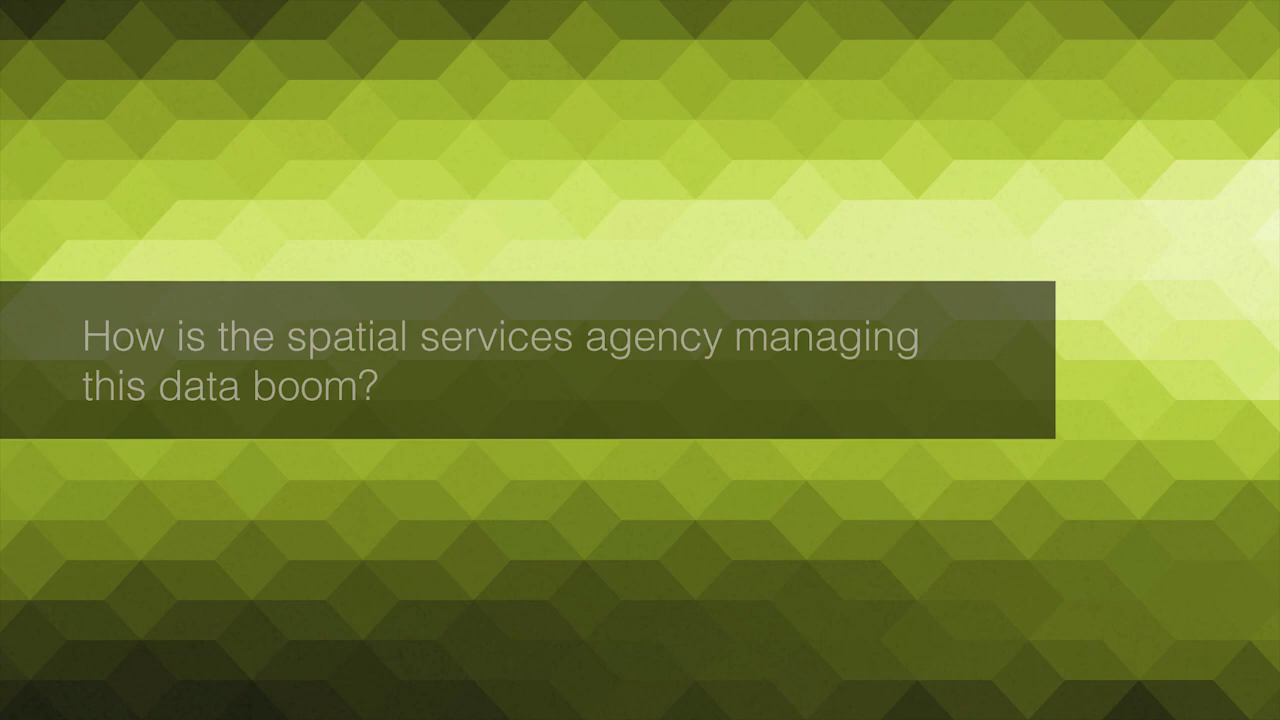 How is the spatial services agency managing
this data boom?